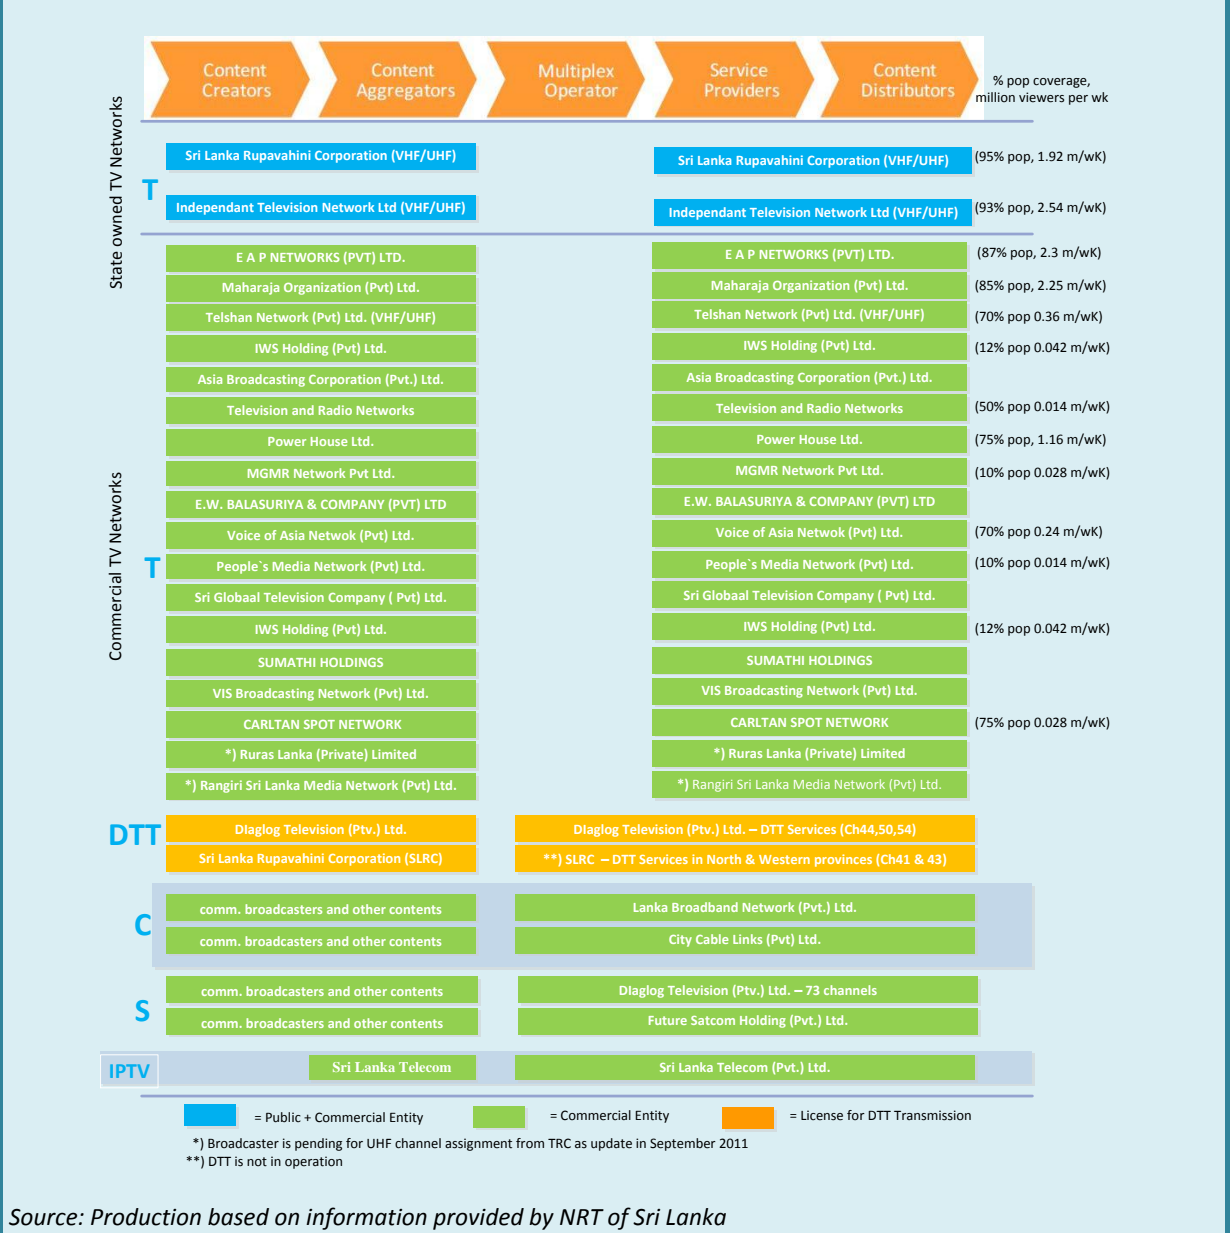 Content
Creators
Content
Aggregators
Multiplex
Operator
Service
Providers
Content
Distributors
% pop coverage,
million viewers per wk
State owned TV Networks
T
Sri Lanka Rupavahini Corporation (VHF/UHF)
Sri Lanka Rupavahini Corporation (VHF/UHF)
(95% pop, 1.92 m/wK)
Independant Television Network Ltd (VHF/UHF)
Independant Television Network Ltd (VHF/UHF)
(93% pop, 2.54 m/wK)
Commercial TV Networks
T
E A P NETWORKS (PVT) LTD.
E A P NETWORKS (PVT) LTD.
(87% pop, 2.3 m/wK)
Maharaja Organization (Pvt) Ltd.
Maharaja Organization (Pvt) Ltd.
(85% pop, 2.25 m/wK)
Telshan Network (Pvt) Ltd. (VHF/UHF)
Telshan Network (Pvt) Ltd. (VHF/UHF)
(70% pop 0.36 m/wK)
IWS Holding (Pvt) Ltd.
IWS Holding (Pvt) Ltd.
(12% pop 0.042 m/wK)
Asia Broadcasting Corporation (Pvt.) Ltd.
Asia Broadcasting Corporation (Pvt.) Ltd.
Television and Radio Networks
Television and Radio Networks
(50% pop 0.014 m/wK)
Power House Ltd.
Power House Ltd.
(75% pop, 1.16 m/wK)
MGMR Network Pvt Ltd.
MGMR Network Pvt Ltd.
(10% pop 0.028 m/wK)
E.W. BALASURIYA & COMPANY (PVT) LTD
E.W. BALASURIYA & COMPANY (PVT) LTD
Voice of Asia Netwok (Pvt) Ltd.
Voice of Asia Netwok (Pvt) Ltd.
(70% pop 0.24 m/wK)
People`s Media Network (Pvt) Ltd.
People`s Media Network (Pvt) Ltd.
(10% pop 0.014 m/wK)
Sri Globaal Television Company ( Pvt) Ltd.
Sri Globaal Television Company ( Pvt) Ltd.
IWS Holding (Pvt) Ltd.
IWS Holding (Pvt) Ltd.
(12% pop 0.042 m/wK)
SUMATHI HOLDINGS
SUMATHI HOLDINGS
VIS Broadcasting Network (Pvt) Ltd.
VIS Broadcasting Network (Pvt) Ltd.
CARLTAN SPOT NETWORK
CARLTAN SPOT NETWORK
(75% pop 0.028 m/wK)
*) Ruras Lanka (Private) Limited
*) Ruras Lanka (Private) Limited
*) Rangiri Sri Lanka Media Network (Pvt) Ltd.
*) Rangiri Sri Lanka Media Network (Pvt) Ltd.
DTT
DIaglog Television (Ptv.) Ltd.
DIaglog Television (Ptv.) Ltd. – DTT Services (Ch44,50,54)
Sri Lanka Rupavahini Corporation (SLRC)
**) SLRC – DTT Services in North & Western provinces (Ch41 & 43)
C
comm. broadcasters and other contents
Lanka Broadband Network (Pvt.) Ltd.
comm. broadcasters and other contents
City Cable Links (Pvt) Ltd.
S
comm. broadcasters and other contents
DIaglog Television (Ptv.) Ltd. – 73 channels
comm. broadcasters and other contents
Future Satcom Holding (Pvt.) Ltd.
IPTV
Sri Lanka Telecom
Sri Lanka Telecom (Pvt.) Ltd.
= Public + Commercial Entity
= Commercial Entity
= License for DTT Transmission
*) Broadcaster is pending for UHF channel assignment from TRC as update in September 2011
**) DTT is not in operation
Source: Production based on information provided by NRT of Sri Lanka